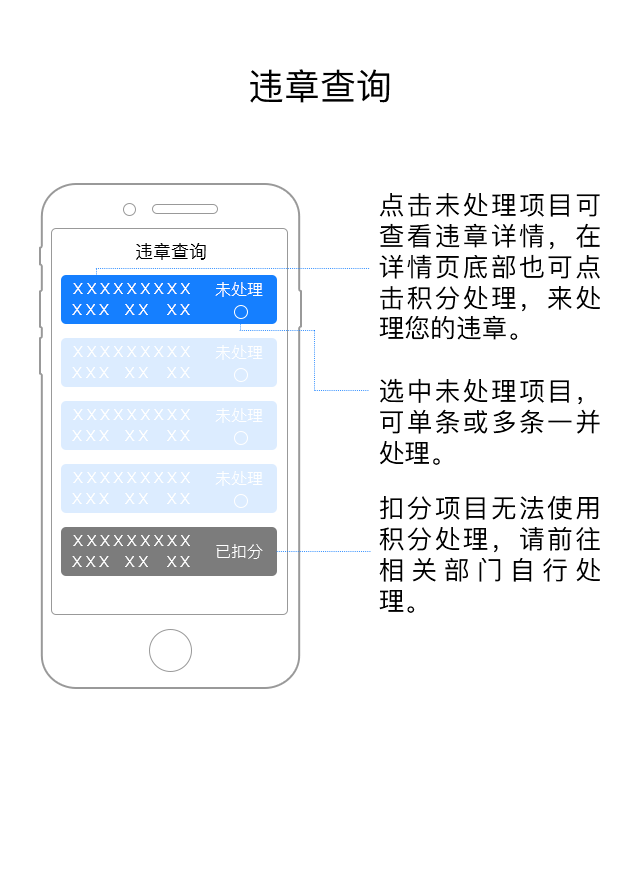 违章查询
违章查询
XXXXXXXXX 未处理
XXX XX XX
XXXXXXXXX 未处理
XXX XX XX
XXXXXXXXX 未处理
XXX XX XX
XXXXXXXXX 未处理
XXX XX XX
XXXXXXXXX 已扣分
XXX XX XX
点击未处理项目可
查看违章详情，在
详情页底部也可点
击积分处理，来处
理您的违章。
选中未处理项目，
可单条或多条一并
处理。
扣分项目无法使用
积分处理，请前往
相关部门自行处
理。